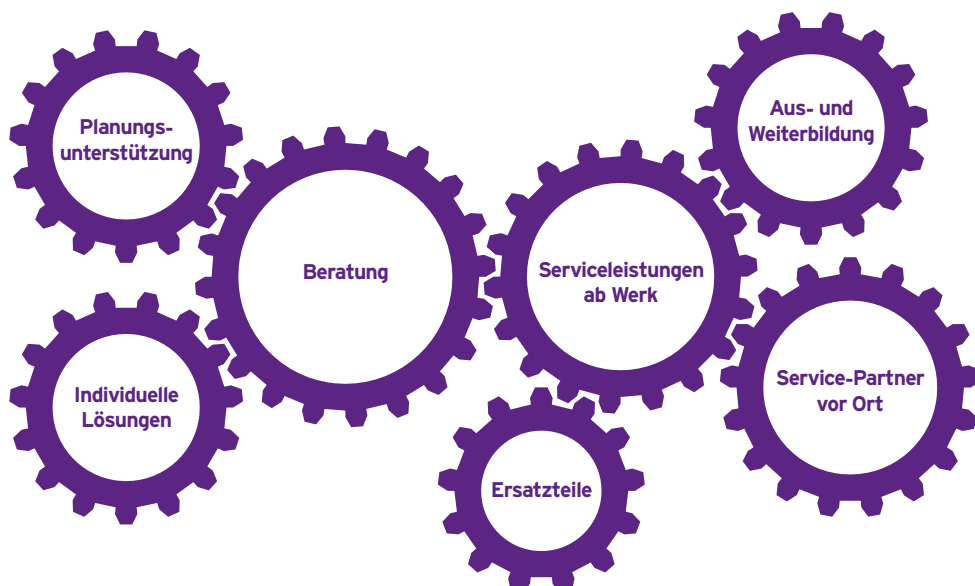 Planungs-
unterstützung
Aus- und
Weiterbildung
Beratung
Serviceleistungen
ab Werk
Individuelle
Lösungen
Service-Partner
vor Ort
Ersatzteile